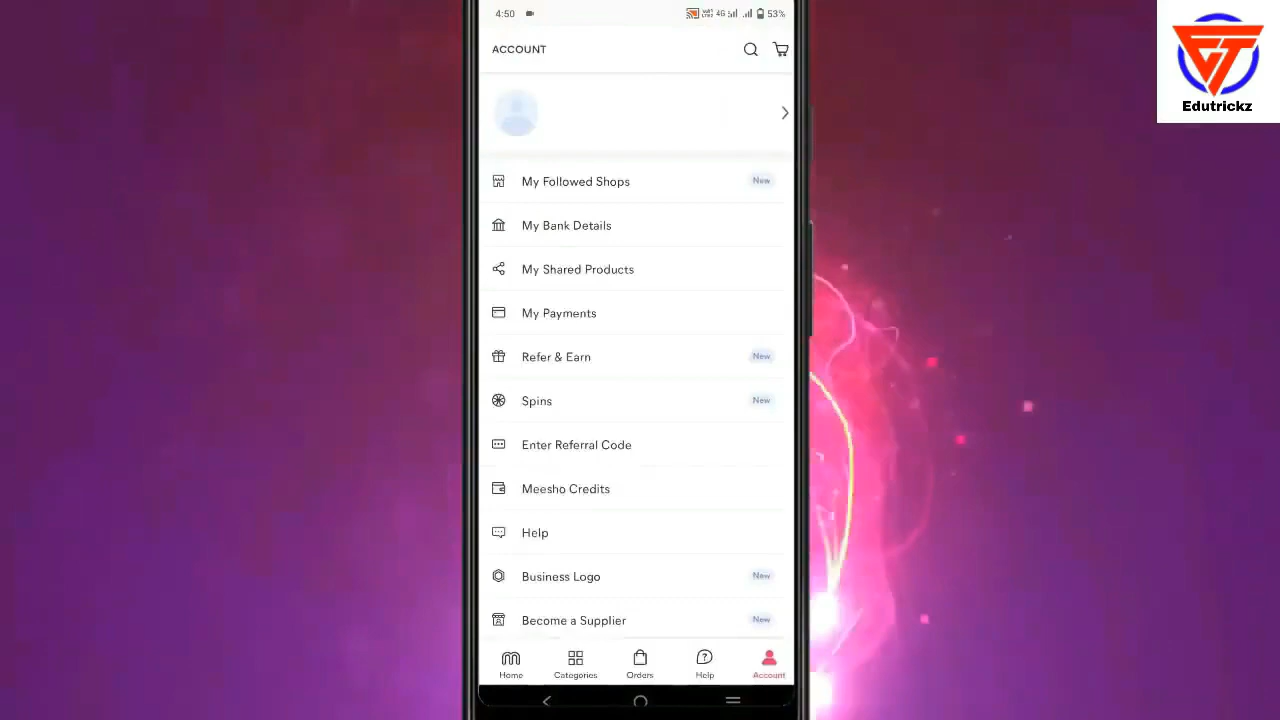 4:50
4G
53%
ACCOUNT
Edutrickz
My Followed Shops New
My Bank Details
My Shared Products
My Payments
Refer & Earn New
Spins New
Enter Referral Code
Meesho Credits
Help
Business Logo New
Become a Supplier New
Home Categories Orders Help Account